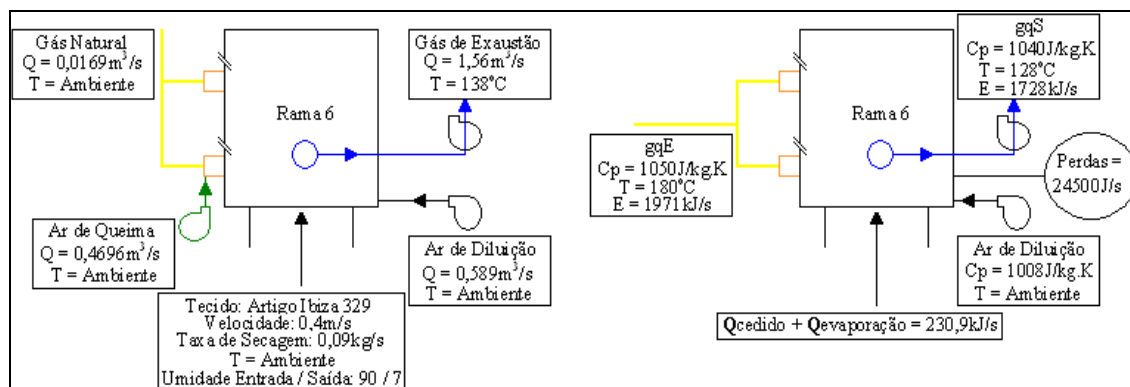 Gás Natural
Q = 0,0169m³/s
T = Ambiente
Rama 6
Gás de Exaustão
Q = 1,56m³/s
T = 138°C
Ar de Queima
Q = 0,4696m³/s
T = Ambiente
Ar de Diluição
Q = 0,589m³/s
T = Ambiente
Tecido: Artigo Ibiza 329
Velocidade: 0,4m/s
Taxa de Secagem: 0,09kg/s
T = Ambiente
Umidade Entrada / Saída: 90 / 7
gqE
Cp = 1050J/kg.K
T = 180°C
E = 1971kJ/s
Rama 6
gqS
Cp = 1040J/kg.K
T = 128°C
E = 1728kJ/s
Perdas =
24500J/s
Ar de Diluição
Cp = 1008J/kg.K
T = Ambiente
Qcedido + Qevaporação = 230,9kJ/s